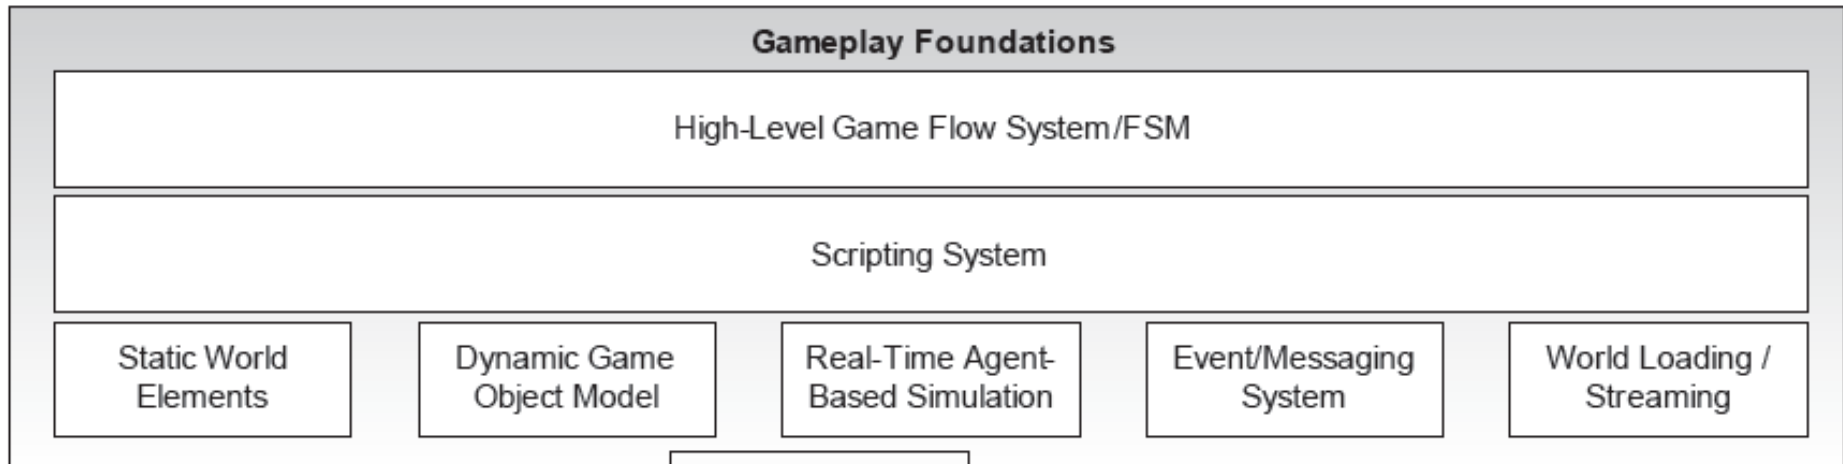 Gameplay Foundations
High-Level Game Flow System/FSM
Scripting System
Static World
Elements
Dynamic Game
Object Model
Real-Time Agent-
Based Simulation
Event/Messaging
System
World Loading /
Streaming